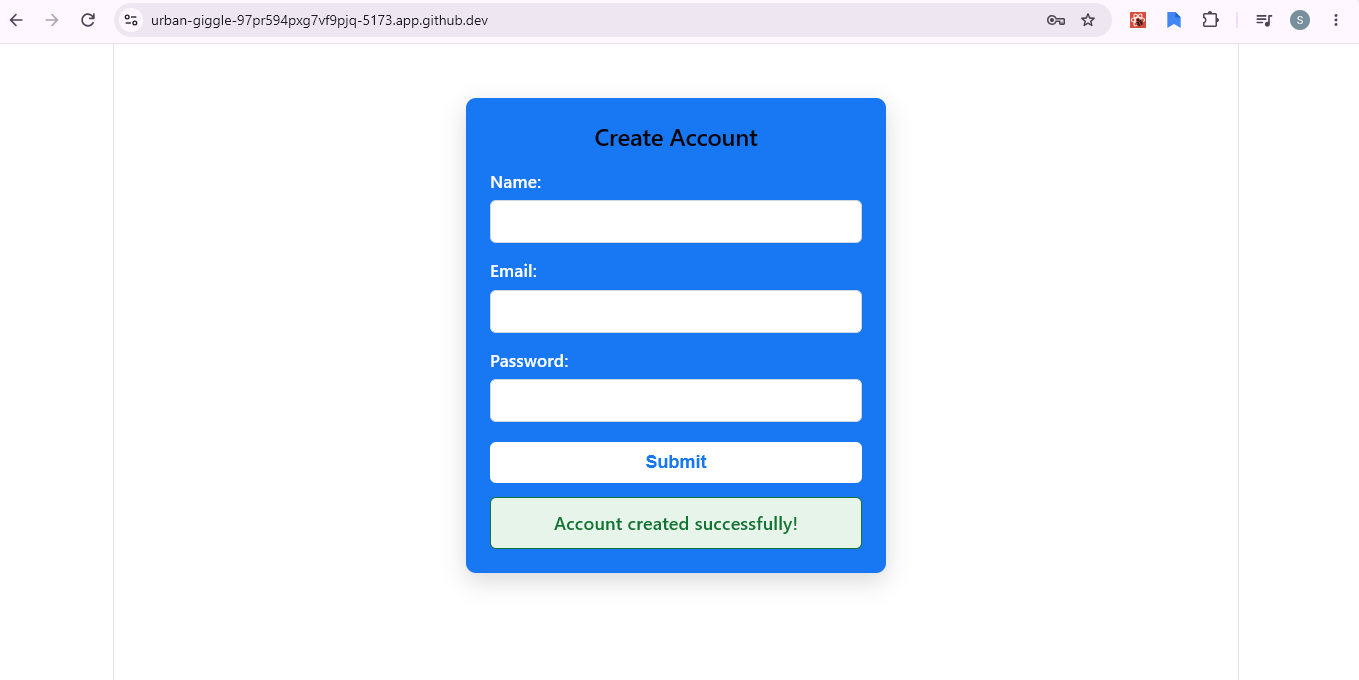 urban-giggle-97pr594pxg7vf9pjq-5173.app.github.dev
S
Create Account
Name:
Email:
Password:
Submit
Account created successfully!